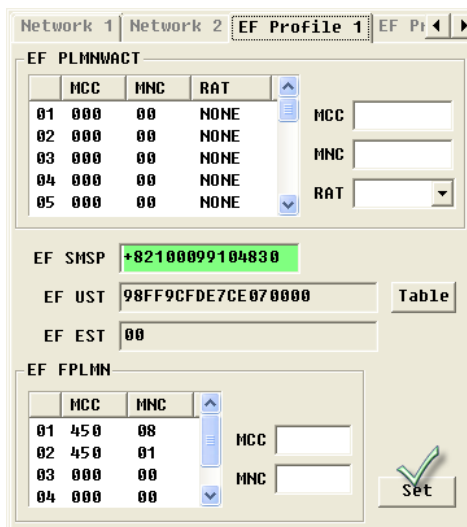 Network 1 Network 2 EF Profile 1 EF Pr
EF PLMNWACT
MCC MNC RAT
01 000 00 NONE
02 000 00 NONE
03 000 00 NONE
04 000 00 NONE
05 000 00 NONE
MCC
MNC
RAT
EF SMSP +82100099104830
EF UST 98FF9CFDE7CE070000 Table
EF EST 00
EF FPLMN
MCC MNC
01 450 08
02 450 01
03 000 00
04 000 00
MCC
MNC
Set